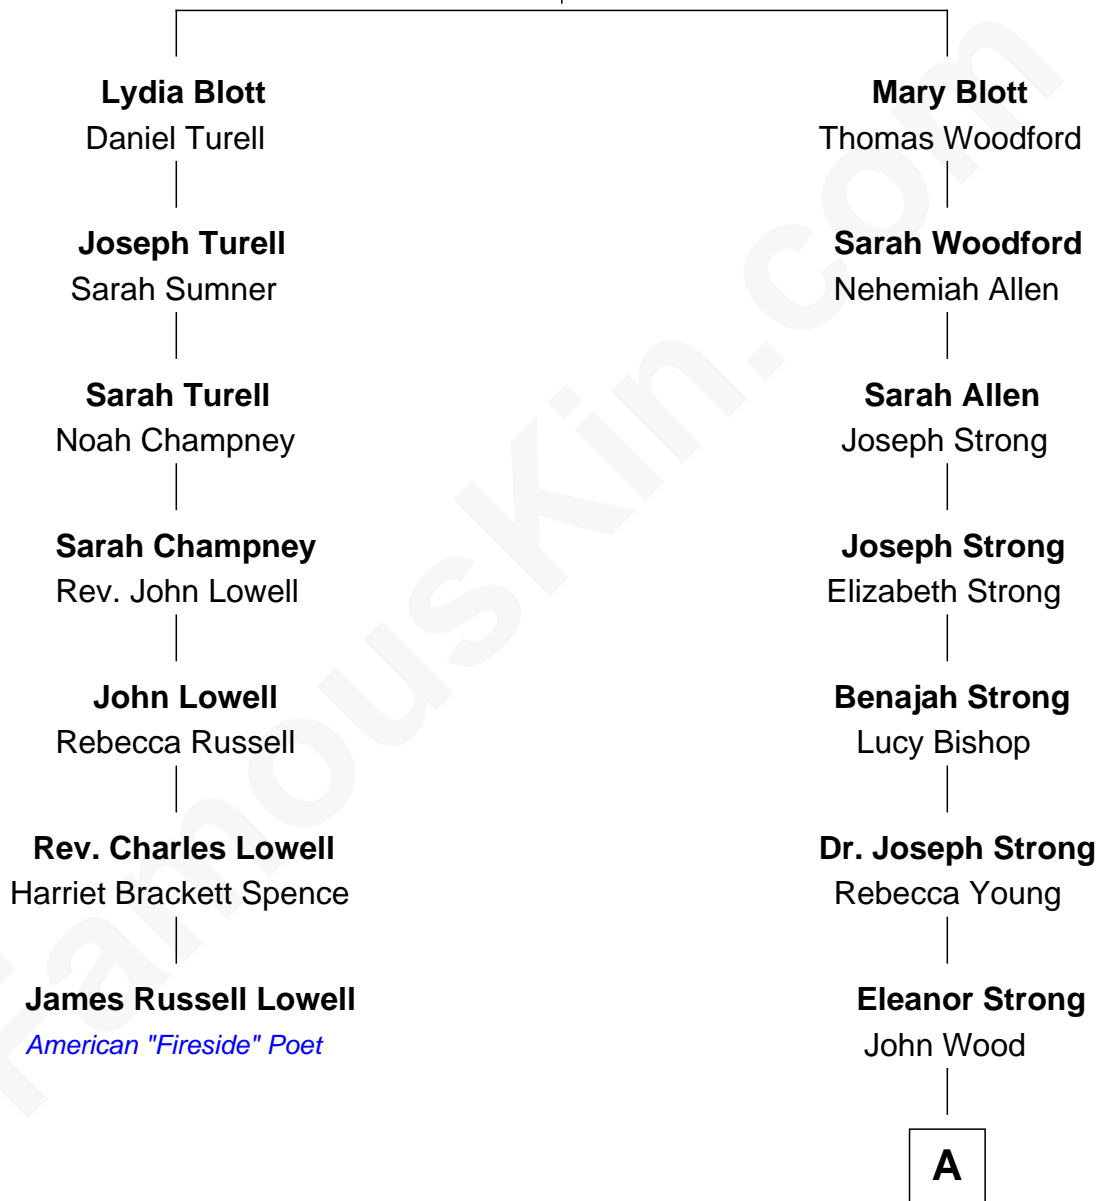 Lydia Blott
Daniel Turell
Joseph Turell
Sarah Sumner
Sarah Turell
Noah Champney
Sarah Champney
Rev. John Lowell
John Lowell
Rebecca Russell
Rev. Charles Lowell
Harriet Brackett Spence
James Russell Lowell
American "Fireside" Poet
Mary Blott
Thomas Woodford
Sarah Woodford
Nehemiah Allen
Sarah Allen
Joseph Strong
Joseph Strong
Elizabeth Strong
Benajah Strong
Lucy Bishop
Dr. Joseph Strong
Rebecca Young
Eleanor Strong
John Wood
A
FamousKin.com